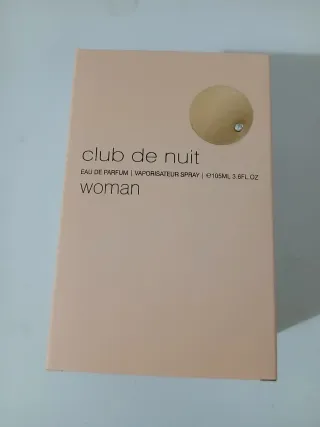 club de nuit
EAU DE PARFUM | VAPORISATEUR SPRAY | ℮105ML 3.6FL.OZ
woman